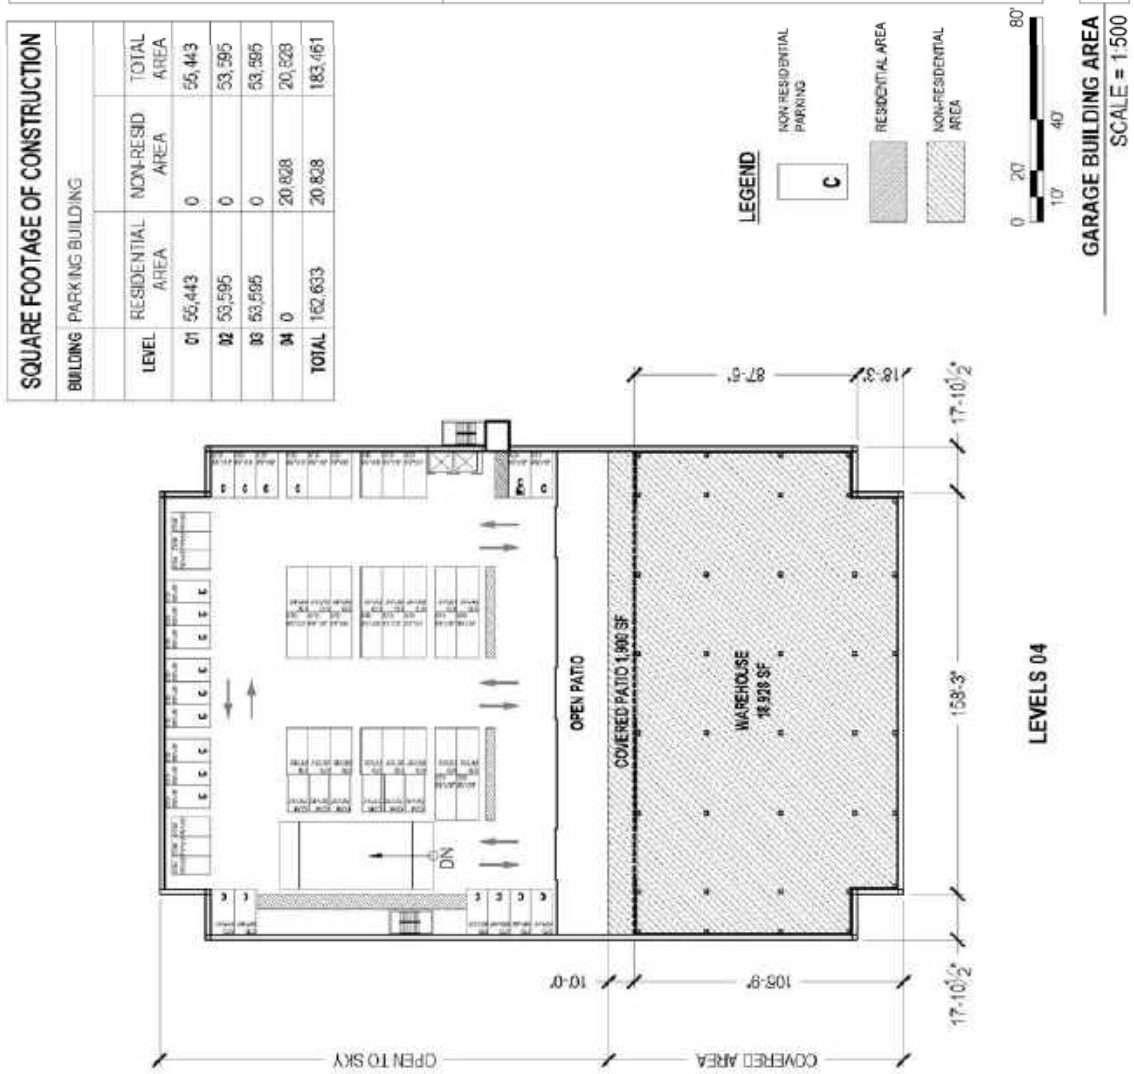 SQUARE FOOTAGE OF CONSTRUCTION
BUILDING PARKING BUILDING
LEVEL RESIDENTIAL AREA NON-RESID AREA TOTAL AREA
01 55,443 0 55,443
02 53,595 0 53,595
03 53,595 0 53,595
04 0 20,828 20,828
TOTAL 162,633 20,828 183,461
LEGEND
C
NON RESIDENTIAL
PARKING
RESIDENTIAL AREA
NON-RESIDENTIAL
AREA
0 10' 20' 40' 80'
GARAGE BUILDING AREA
SCALE = 1:500
OPEN TO SKY
COVERED AREA
10'-0"
105'-9"
DN
OPEN PATIO
COVERED PATIO 1,900 SF
WAREHOUSE
18,928 SF
87'-6"
18'-3"
17'-10½"
158'-3"
17'-10½"
LEVELS 04